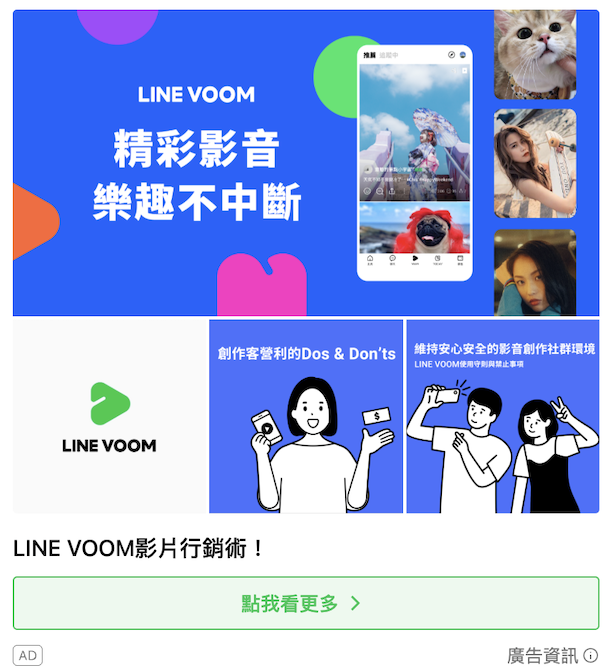 LINE VOOM
精彩影音
樂趣不中斷
推薦 追蹤中
LINE VOOM
創作客營利的Dos & Don'ts
維持安心安全的影音創作社群環境
LINE VOOM使用守則與禁止事項
LINE VOOM影片行銷術！
點我看更多
AD
廣告資訊